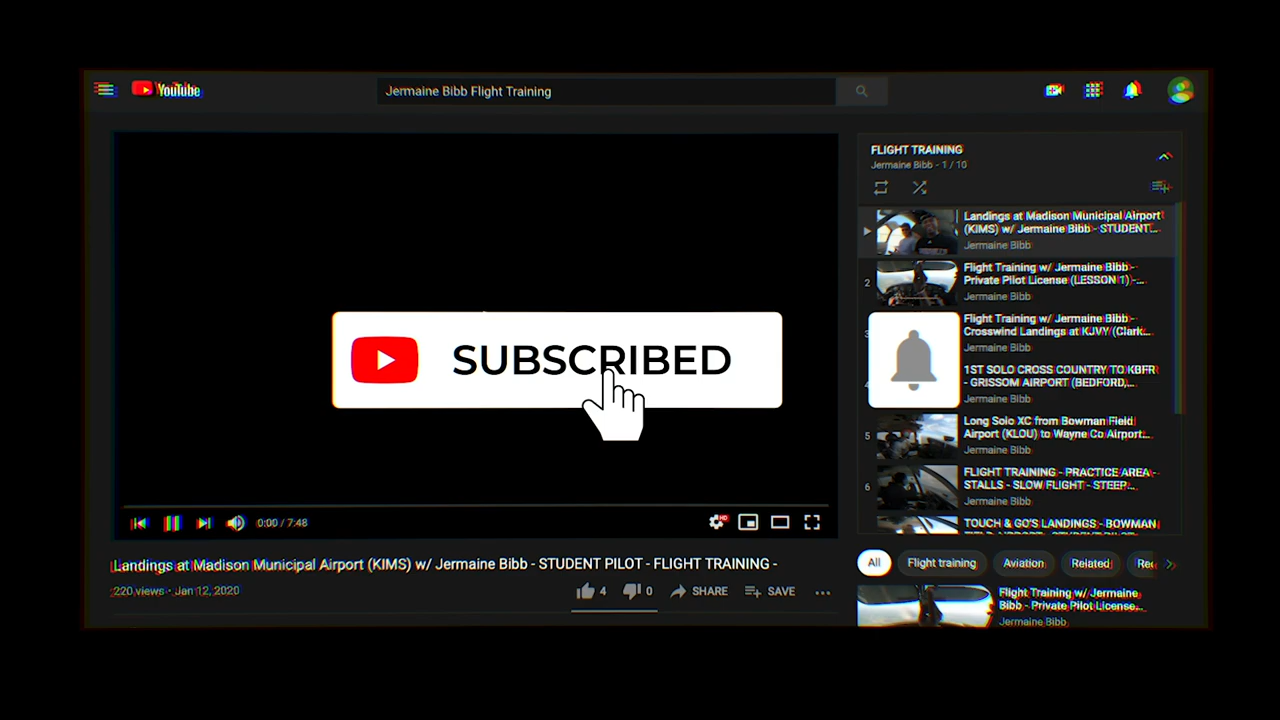 YouTube
Jermaine Bibb Flight Training
FLIGHT TRAINING
Jermaine Bibb - 1 / 10
Landings at Madison Municipal Airport
(KIMS) w/ Jermaine Bibb - STUDENT...
Jermaine Bibb
2
Flight Training w/ Jermaine Bibb -
Private Pilot License (LESSON 1) -...
Jermaine Bibb
Flight Training w/ Jermaine Bibb -
Crosswind Landings at KJVY (Clark...
Jermaine Bibb
1ST SOLO CROSS COUNTRY TO KBFR
- GRISSOM AIRPORT (BEDFORD,...
Jermaine Bibb
5
Long Solo XC from Bowman Field
Airport (KLOU) to Wayne Co Airport...
Jermaine Bibb
6
FLIGHT TRAINING - PRACTICE AREA -
STALLS - SLOW FLIGHT - STEEP...
Jermaine Bibb
TOUCH & GO'S LANDINGS - BOWMAN
SUBSCRIBED
0:00 / 7:48
HD
Landings at Madison Municipal Airport (KIMS) w/ Jermaine Bibb - STUDENT PILOT - FLIGHT TRAINING -
220 views • Jan 12, 2020
4
0
SHARE
SAVE
All
Flight training
Aviation
Related
Flight Training w/ Jermaine
Bibb - Private Pilot License...
Jermaine Bibb